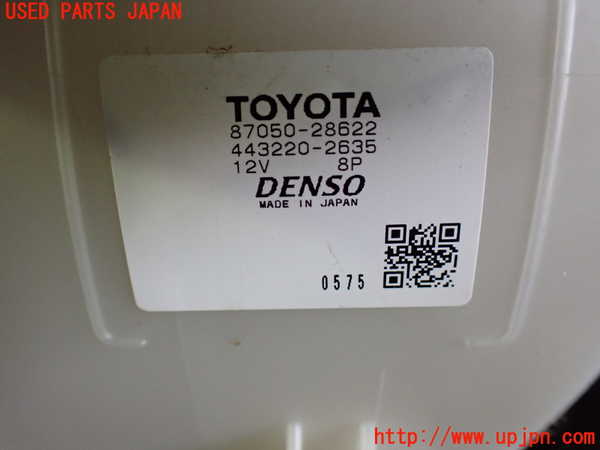 USED PARTS JAPAN
TOYOTA
87050-28622
443220-2635
12V 8P
DENSO
MADE IN JAPAN
0575
http://www.upjpn.com/